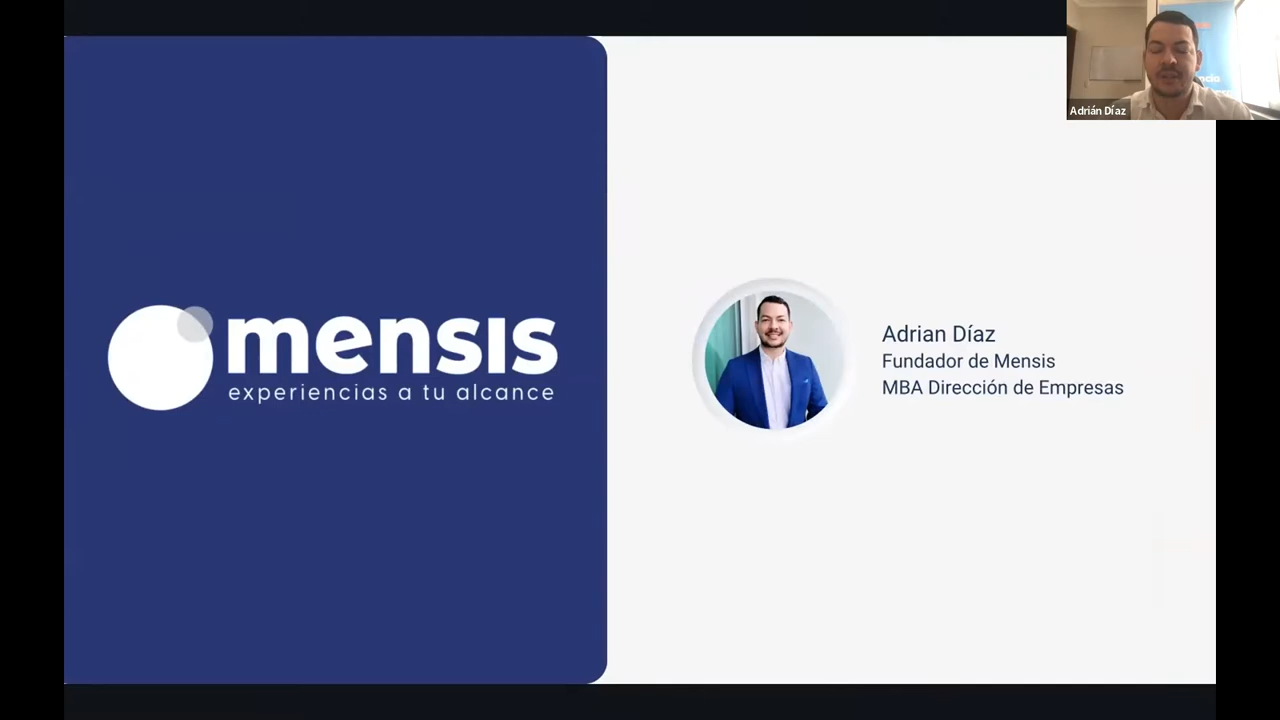 mensis
experiencias a tu alcance
Adrian Díaz
Fundador de Mensis
MBA Dirección de Empresas
Adrián Díaz